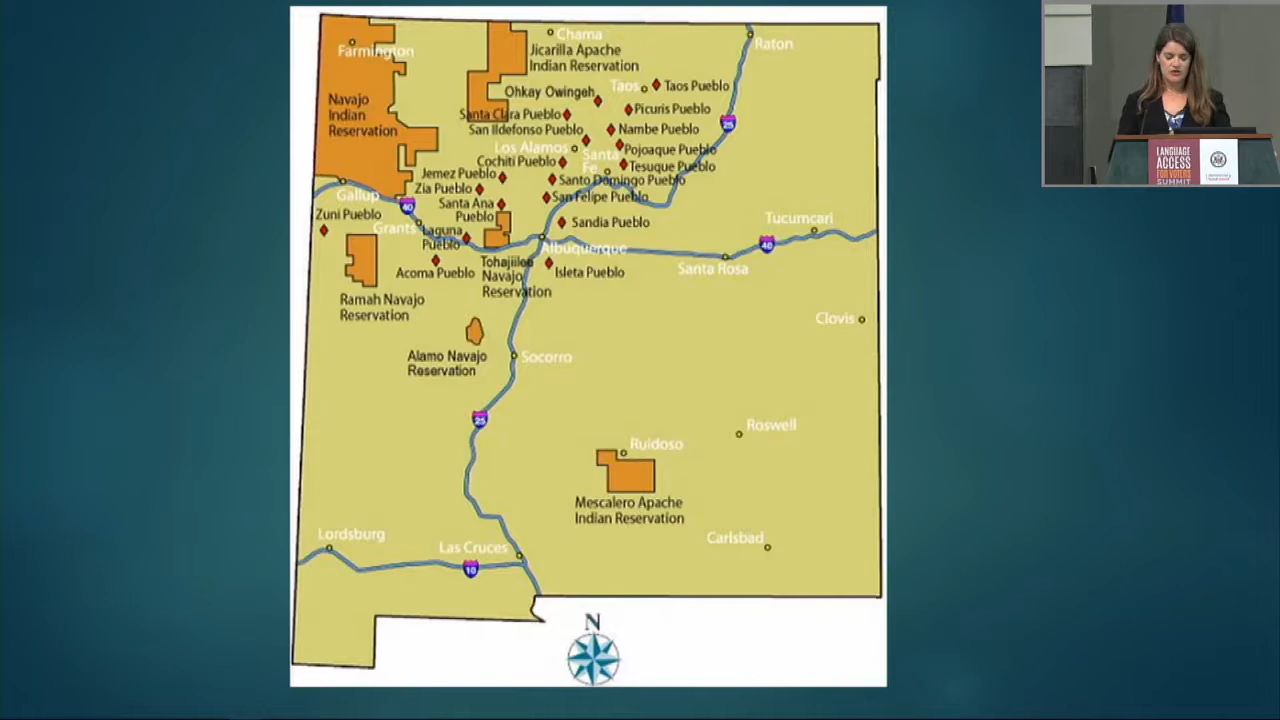 Chama
Raton
Farmington
Jicarilla Apache
Indian Reservation
Taos
Taos Pueblo
Ohkay Owingeh
Navajo
Indian
Reservation
Santa Clara Pueblo
Picuris Pueblo
San Ildefonso Pueblo
Nambe Pueblo
25
Los Alamos
Santa
Fe
Pojoaque Pueblo
Cochiti Pueblo
Tesuque Pueblo
Jemez Pueblo
Santo Domingo Pueblo
Zia Pueblo
Gallup
San Felipe Pueblo
40
Santa Ana
Pueblo
Zuni Pueblo
Grants
Laguna
Pueblo
Sandia Pueblo
Tucumcari
Albuquerque
40
Acoma Pueblo
Tohajiilee
Navajo
Reservation
Isleta Pueblo
Santa Rosa
Ramah Navajo
Reservation
Clovis
Alamo Navajo
Reservation
Socorro
25
Roswell
Ruidoso
Mescalero Apache
Indian Reservation
Lordsburg
Las Cruces
Carlsbad
10
N
LANGUAGE
ACCESS
FOR VOTERS
SUMMIT